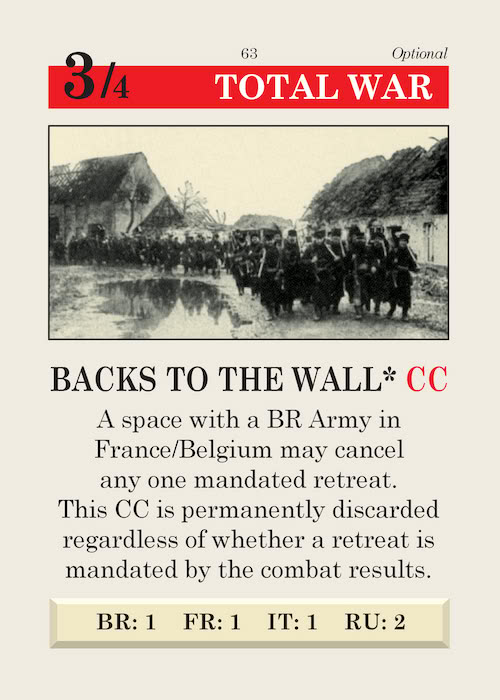 63
Optional
3/4
TOTAL WAR
BACKS TO THE WALL* CC
A space with a BR Army in
France/Belgium may cancel
any one mandated retreat.
This CC is permanently discarded
regardless of whether a retreat is
mandated by the combat results.
BR: 1 FR: 1 IT: 1 RU: 2